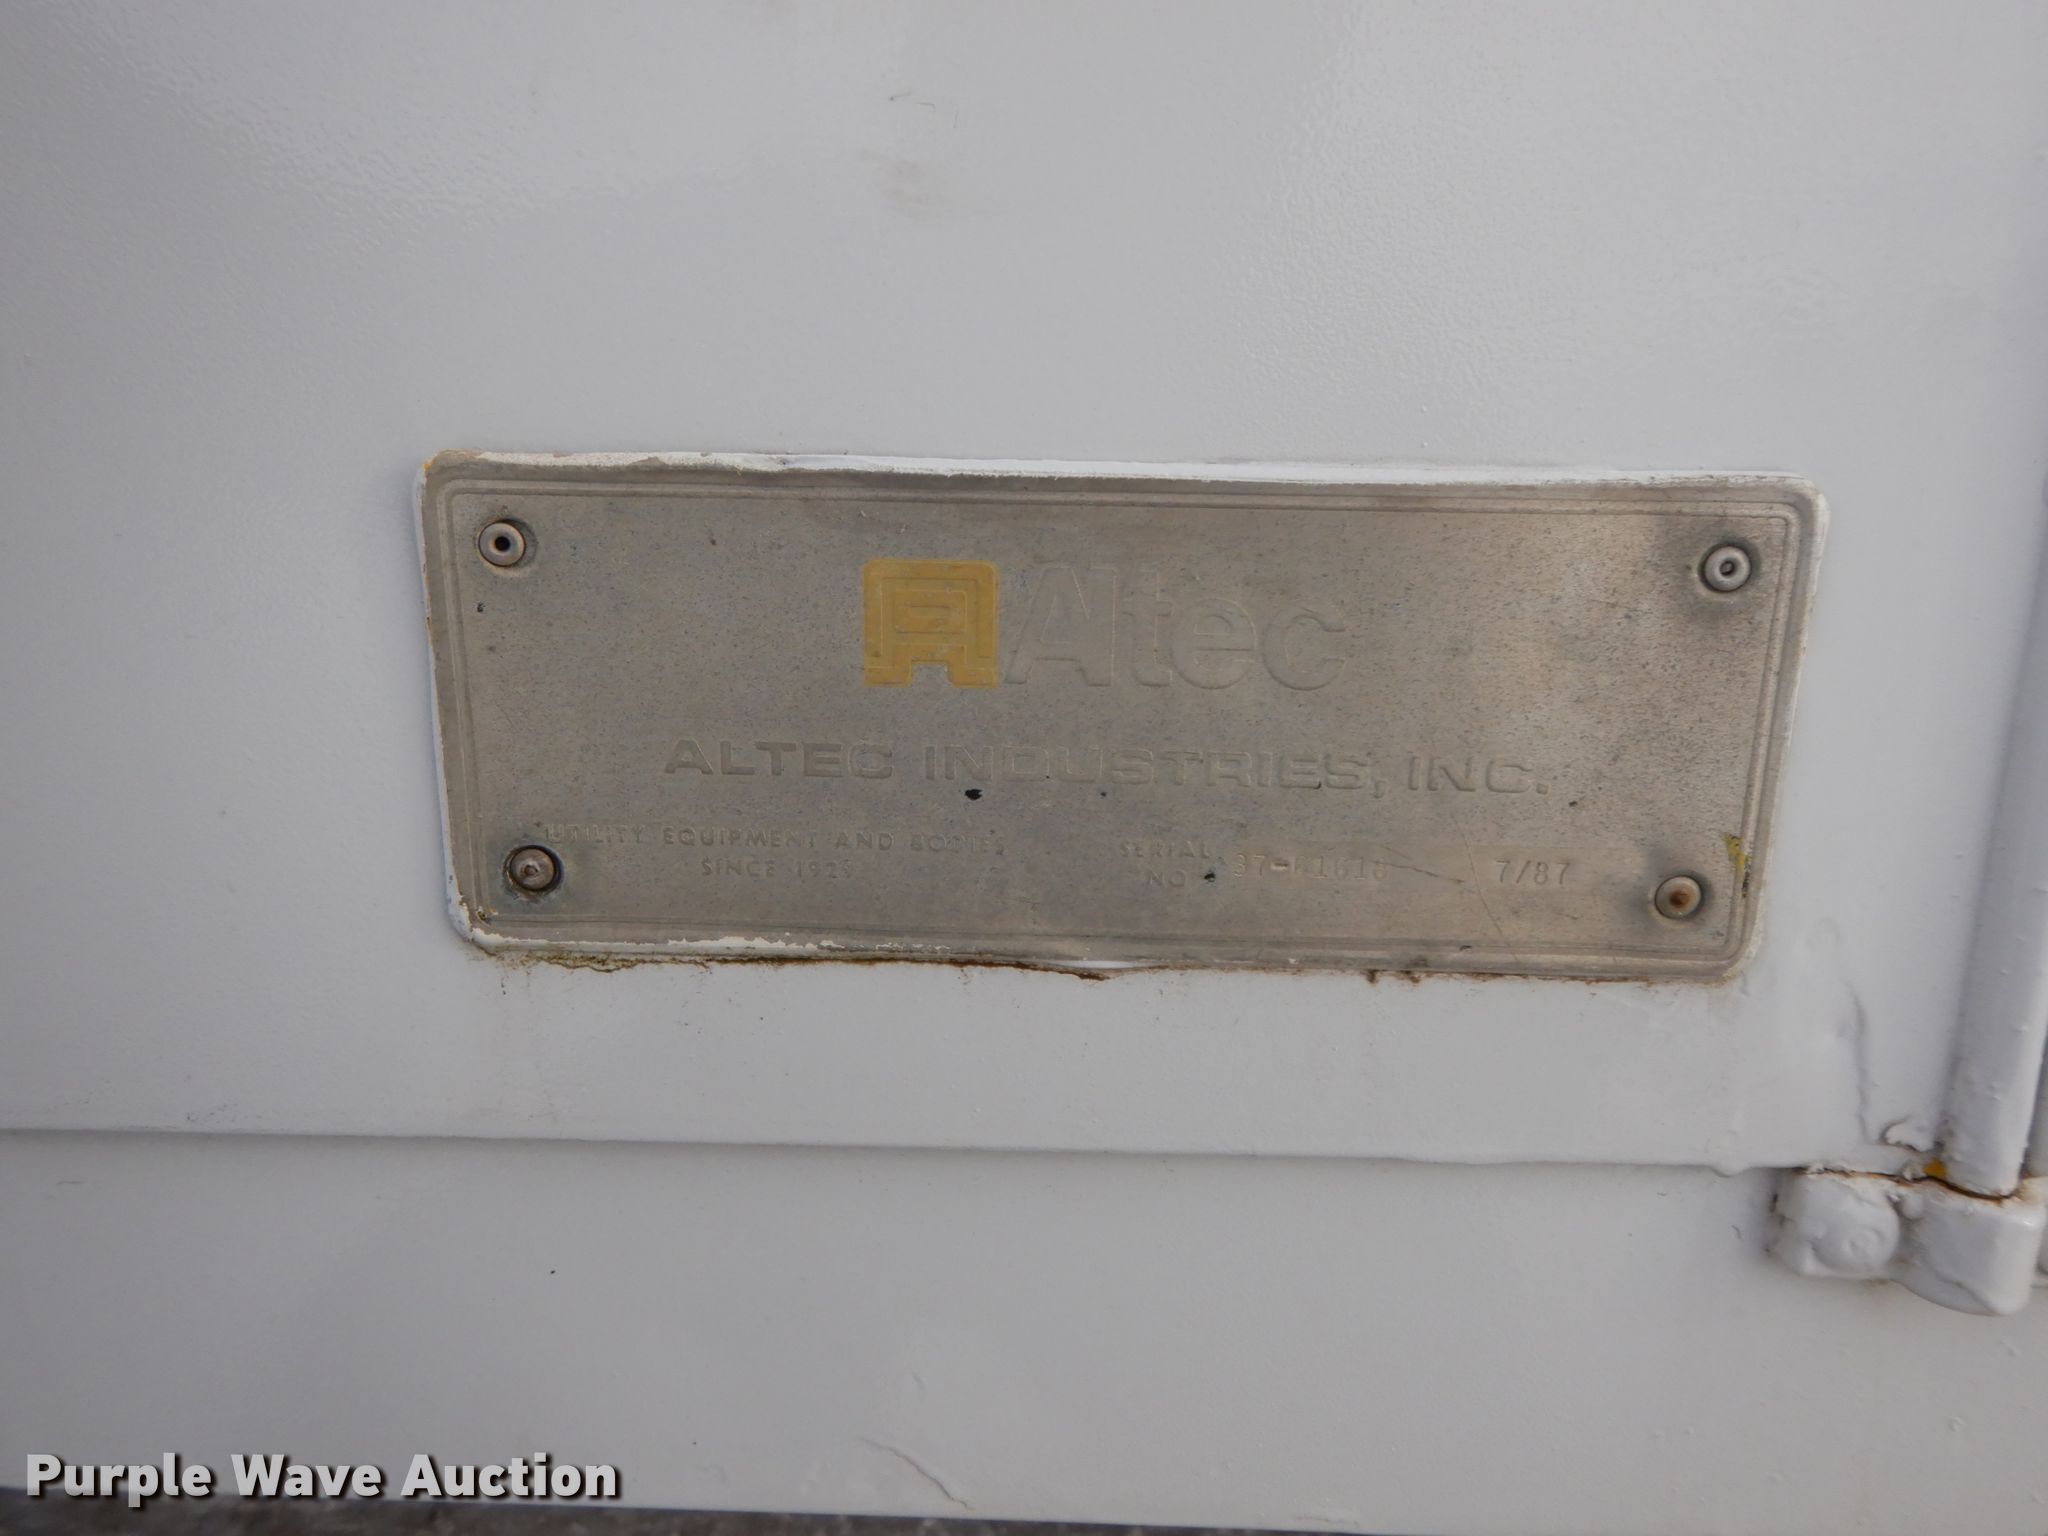 Altec
ALTEC INDUSTRIES, INC.
UTILITY EQUIPMENT AND BODIES
SINCE 1929
SERIAL
NO
7/87
Purple Wave Auction